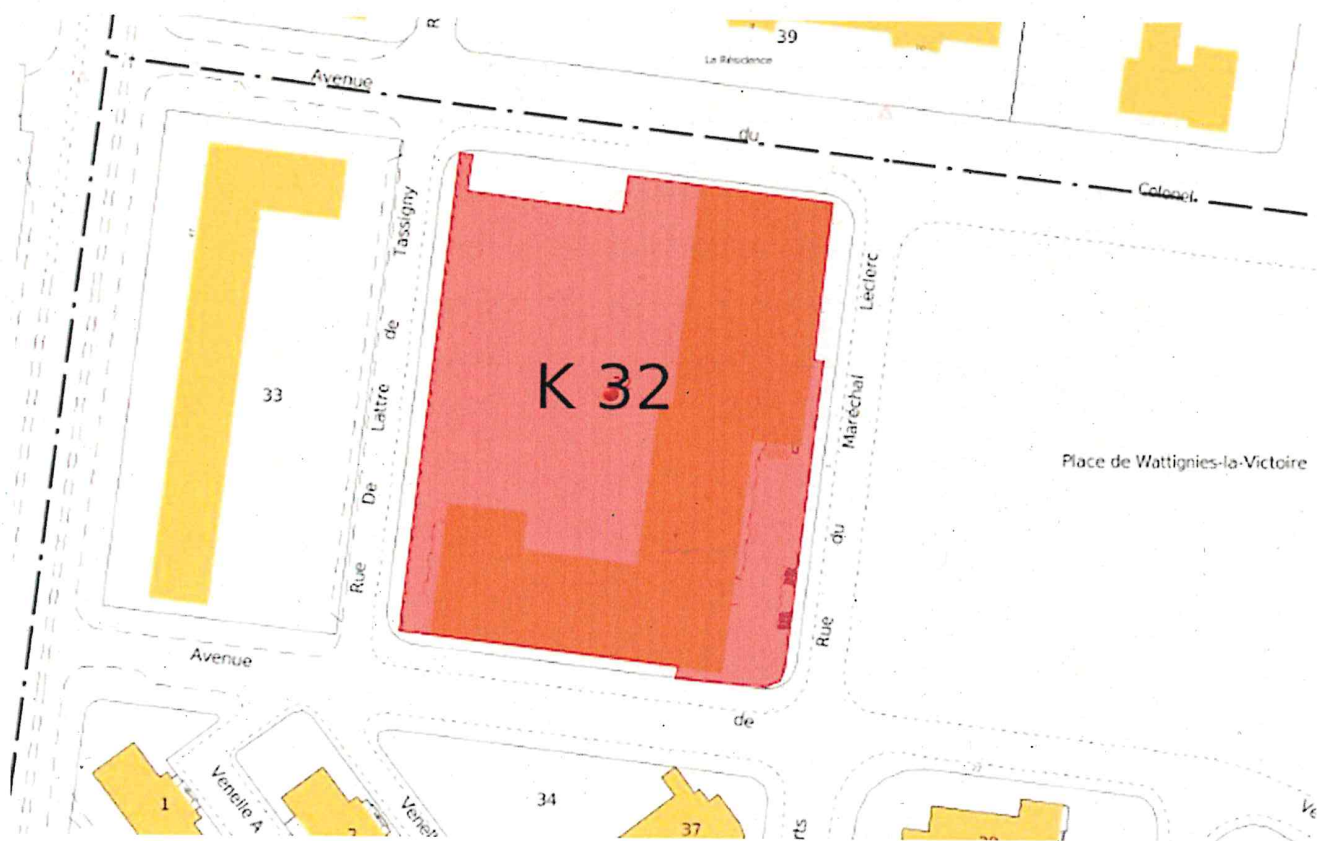 R
39
La Résidence
Avenue
du
Colonel
Rue De Lattre de Tassigny
Rue du Maréchal Leclerc
K 32
33
Place de Wattignies-la-Victoire
Avenue
de
Venelle A
Venell
1
34
37
rts
Ve